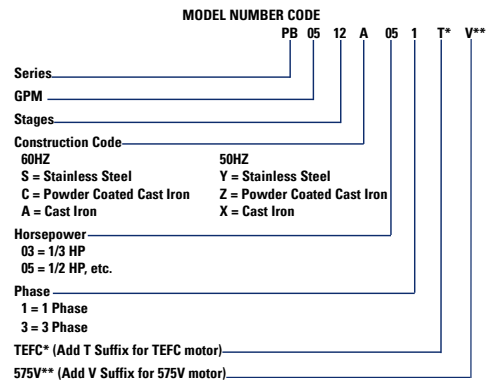 MODEL NUMBER CODE
PB 05 12 A 05 1 T* V**
Series
GPM
Stages
Construction Code
60HZ 50HZ
S = Stainless Steel Y = Stainless Steel
C = Powder Coated Cast Iron Z = Powder Coated Cast Iron
A = Cast Iron X = Cast Iron
Horsepower
03 = 1/3 HP
05 = 1/2 HP, etc.
Phase
1 = 1 Phase
3 = 3 Phase
TEFC* (Add T Suffix for TEFC motor)
575V** (Add V Suffix for 575V motor)